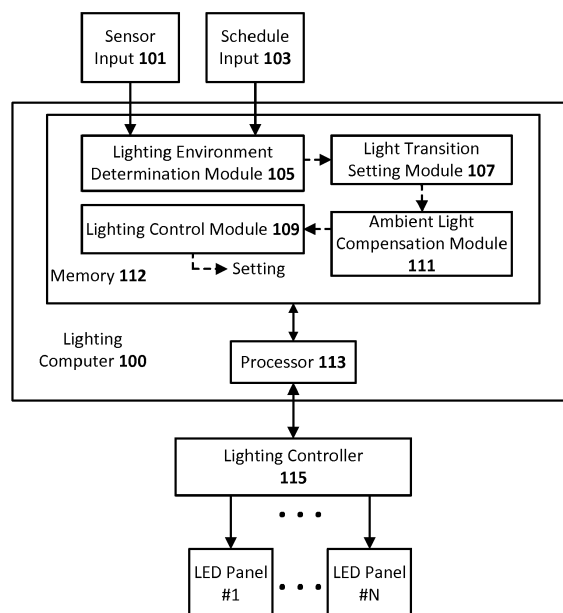 Sensor
Input 101
Schedule
Input 103
Lighting Environment
Determination Module 105
Light Transition
Setting Module 107
Lighting Control Module 109
Ambient Light
Compensation Module
111
Memory 112
Setting
Lighting
Computer 100
Processor 113
Lighting Controller
115
LED Panel
#1
LED Panel
#N